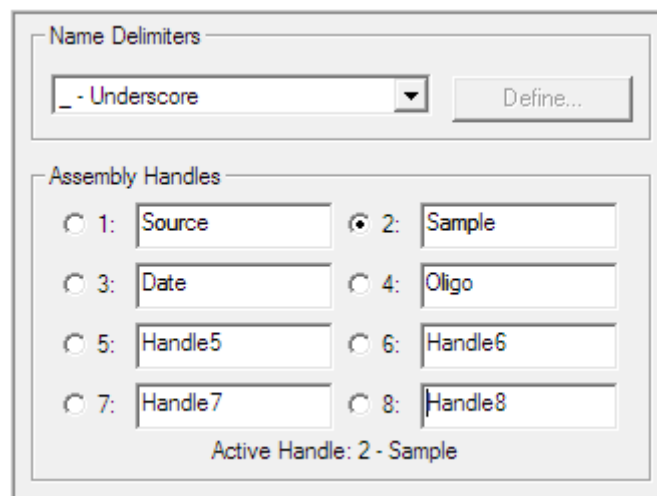 Name Delimiters
_ - Underscore Define...
Assembly Handles
1: Source 2: Sample
3: Date 4: Oligo
5: Handle5 6: Handle6
7: Handle7 8: Handle8
Active Handle: 2 - Sample